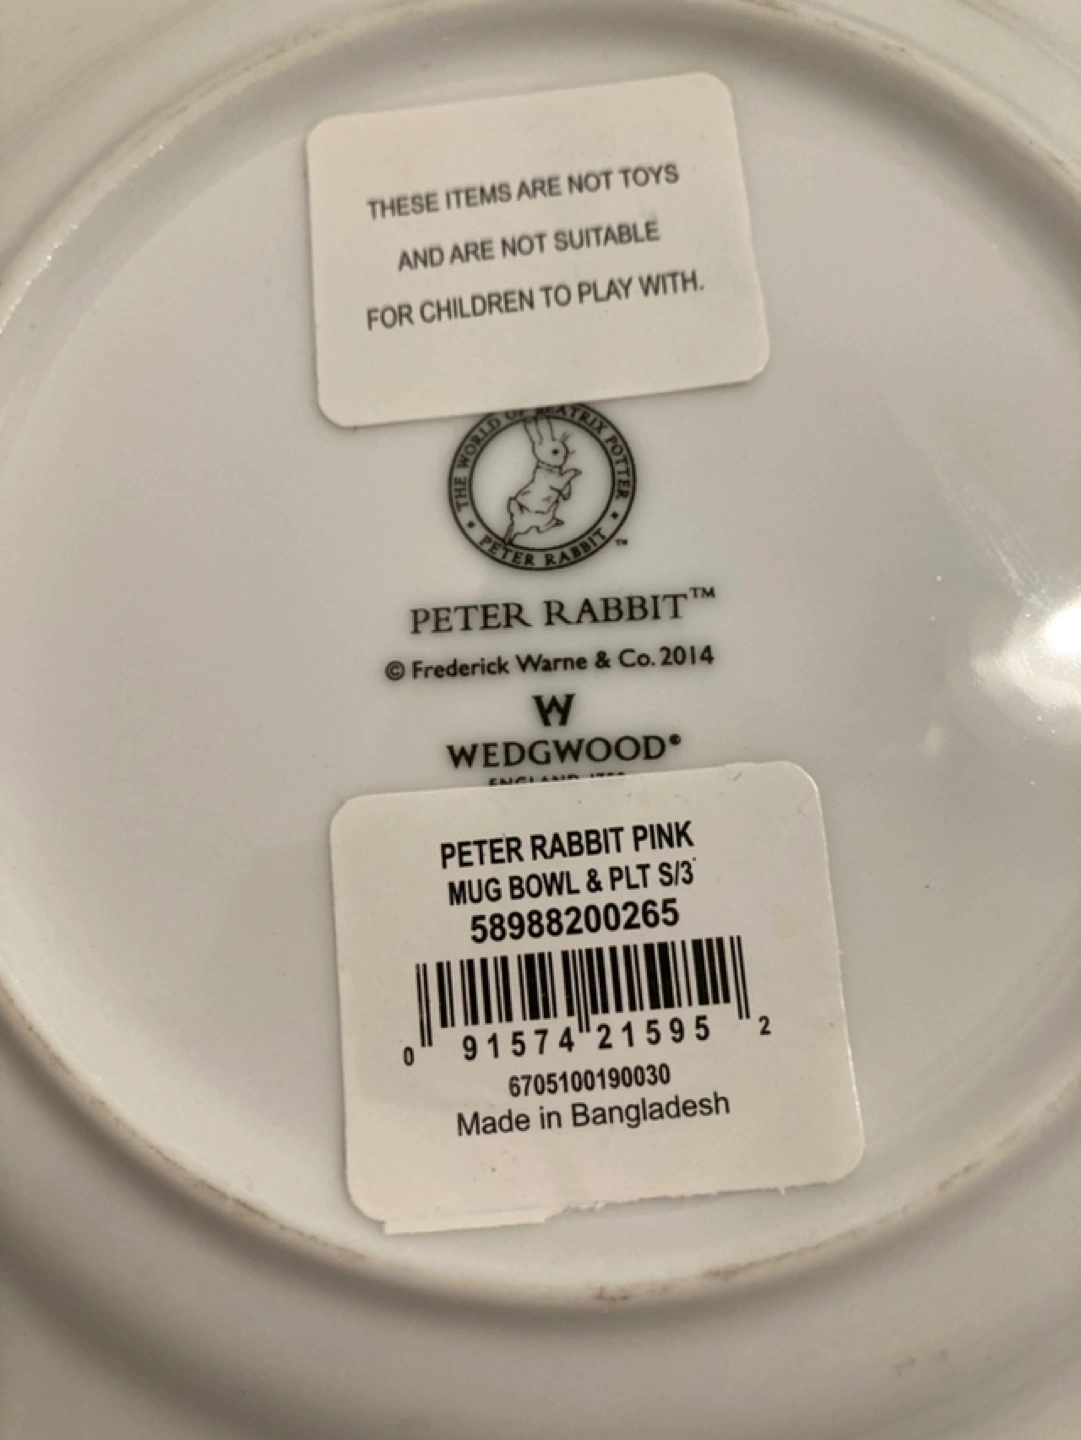 THESE ITEMS ARE NOT TOYS
AND ARE NOT SUITABLE
FOR CHILDREN TO PLAY WITH.
THE WORLD OF BEATRIX POTTER
* PETER RABBIT * ™
PETER RABBIT™
© Frederick Warne & Co. 2014
W
WEDGWOOD®
ENGLAND
PETER RABBIT PINK
MUG BOWL & PLT S/3
58988200265
0 91574 21595 2
6705100190030
Made in Bangladesh